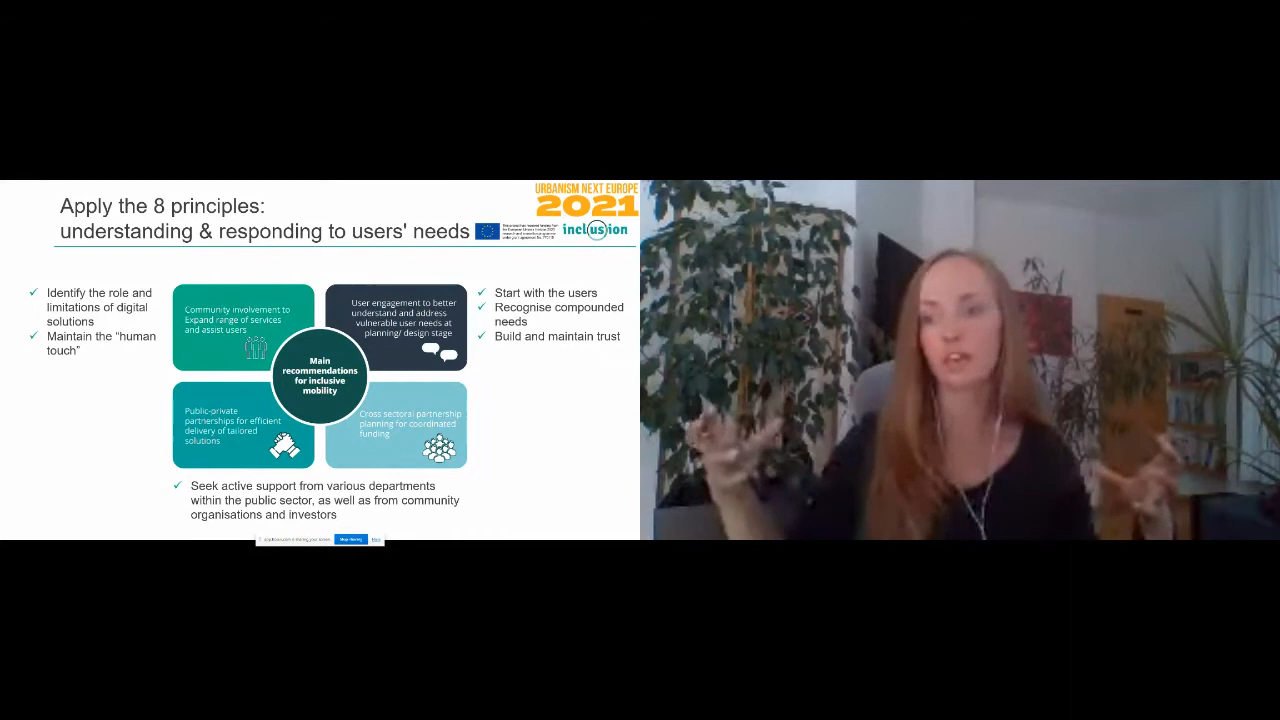 Apply the 8 principles:
understanding & responding to users' needs
URBANISM NEXT EUROPE
2021
inclusion
Identify the role and
limitations of digital
solutions
Maintain the “human
touch”
Community involvement to
Expand range of services
and assist users
User engagement to better
understand and address
vulnerable user needs at
planning/ design stage
Start with the users
Recognise compounded
needs
Build and maintain trust
Main
recommendations
for inclusive
mobility
Public-private
partnerships for efficient
delivery of tailored
solutions
Cross sectoral partnership
planning for coordinated
funding
Seek active support from various departments
within the public sector, as well as from community
organisations and investors
Stop sharing
Hide